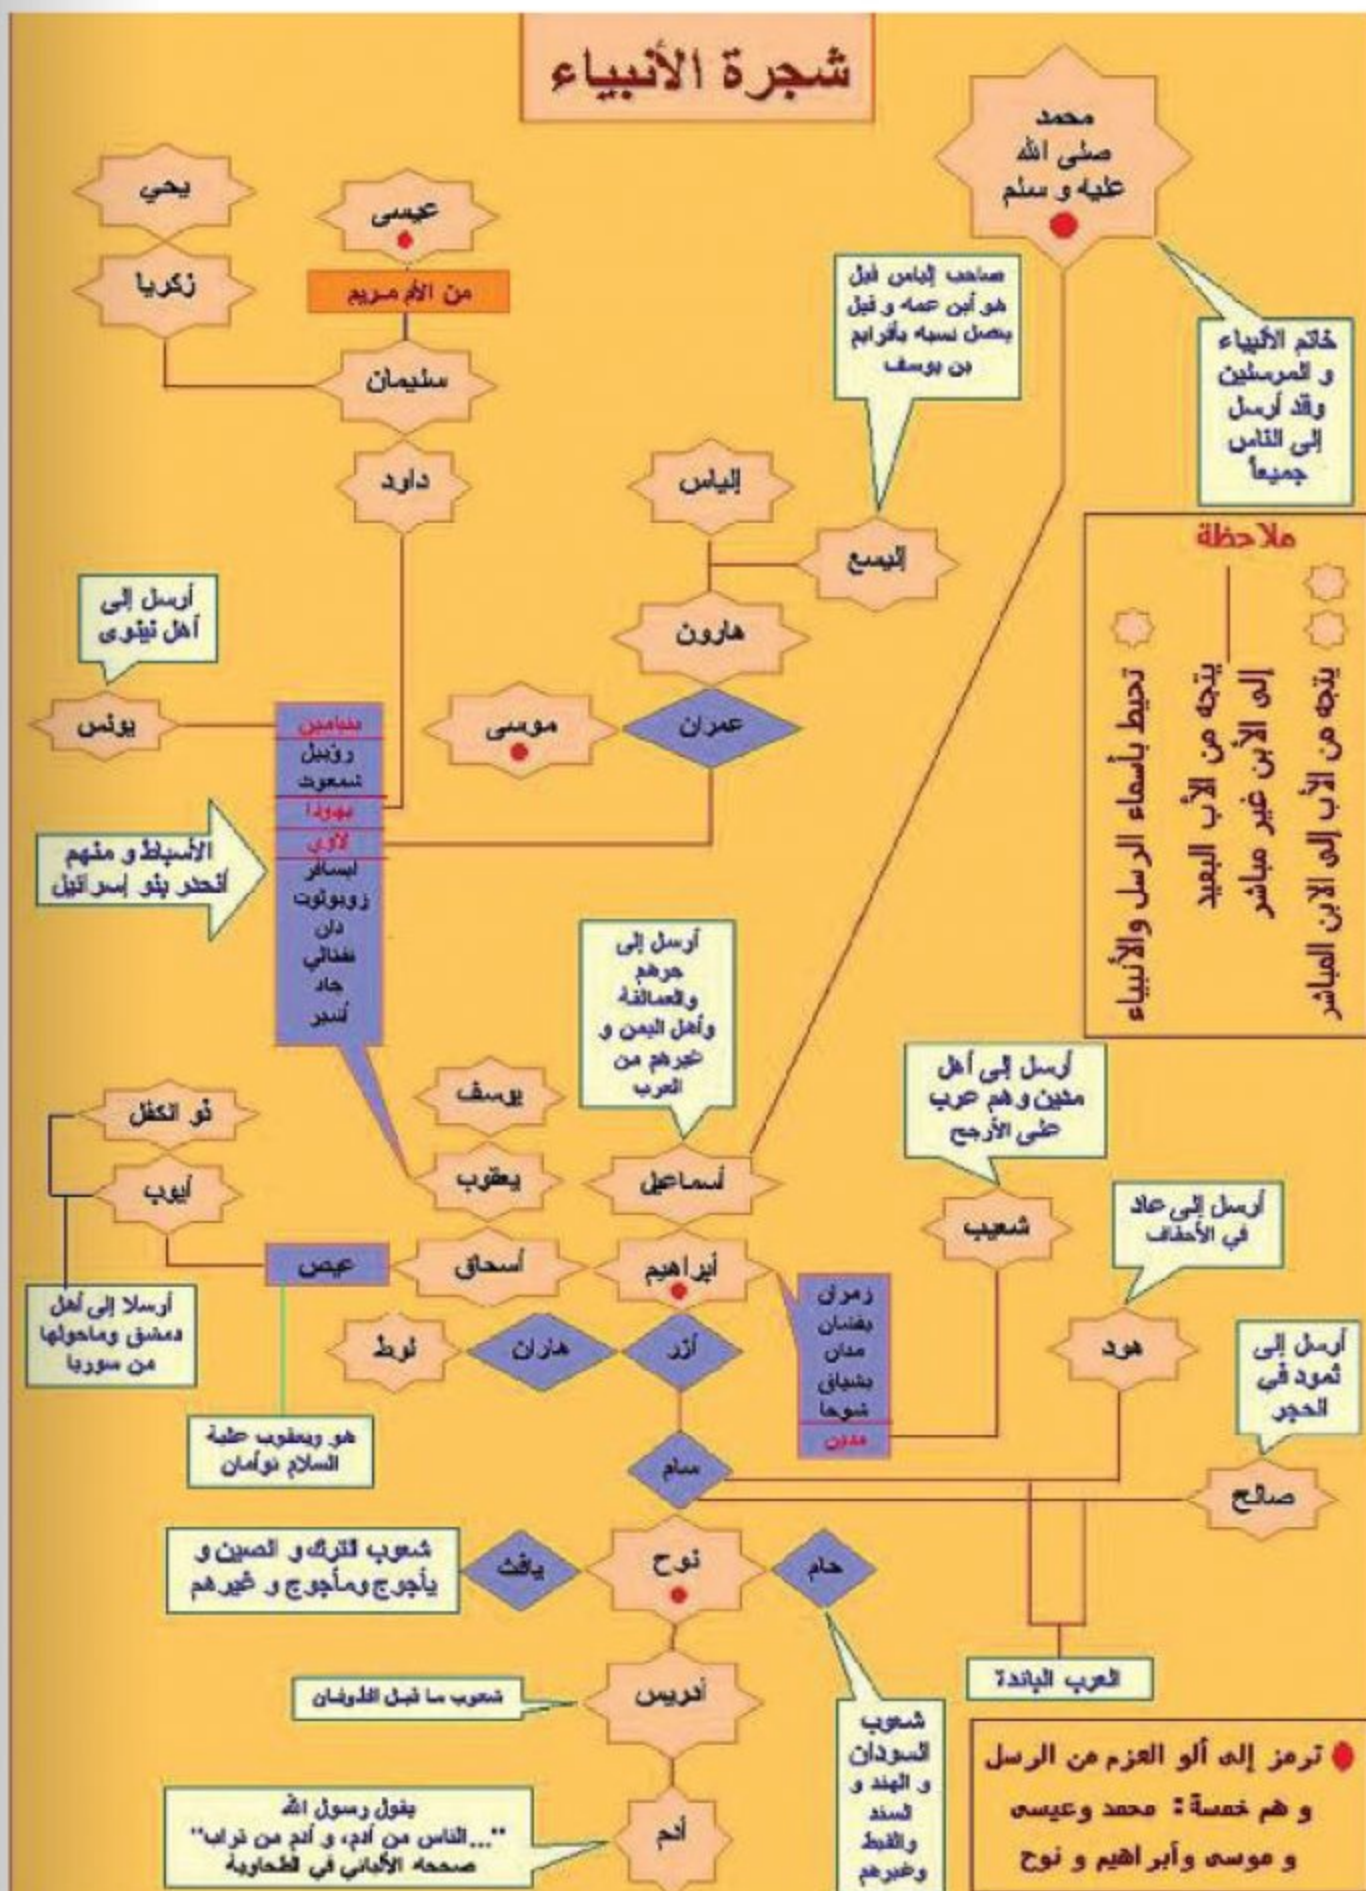 شجرة الأنبياء
محمد
صلى الله
عليه و سلم
خاتم الأنبياء
و المرسلين
وقد أرسل
إلى الناس
جميعاً
يحي
زكريا
عيسى
من الأم مريم
سليمان
داود
صاحب إلياس قيل
هو أبن عمه و قيل
يتصل نسبه بأفرايم
بن يوسف
إلياس
إليسع
هارون
عمران
موسى
ملاحظة
يتجه من الأب إلى الابن المباشر
يتجه من الأب البعيد
إلى الأبن غير مباشر
تحيط بأسماء الرسل والأنبياء
أرسل إلى
أهل نينوى
يونس
بنيامين
روبيل
شمعون
يهوذا
لاوي
ايساخر
زوبولون
دان
نفتالي
جاد
أشير
الأسباط و منهم
أنحدر بنو إسرائيل
أرسل إلى
جرهم
والعمالقة
وأهل اليمن و
غيرهم من
العرب
أسماعيل
يوسف
يعقوب
أسحاق
أبراهيم
ذو الكفل
أيوب
عيص
أرسلا إلى أهل
دمشق وماحولها
من سوريا
هو ويعقوب علية
السلام توأمان
أرسل إلى أهل
مدين وهم عرب
على الأرجح
شعيب
زمران
يقشان
مدان
يشباق
شوحا
مدين
أرسل إلى عاد
في الأحقاف
هود
أرسل إلى
ثمود في
الحجر
صالح
لوط
هاران
أزر
سام
العرب البائدة
شعوب الترك و الصين و
يأجوج ومأجوج و غيرهم
يافث
نوح
حام
شعوب
السودان
و الهند و
السند
والقبط
وغيرهم
أدريس
شعوب ما قبل الطوفان
أدم
يقول رسول الله
"...الناس من أدم، و أدم من تراب"
صححه الألباني في الطحاوية
ترمز إلى ألو العزم من الرسل
و هم خمسة : محمد وعيسى
و موسى وأبراهيم و نوح